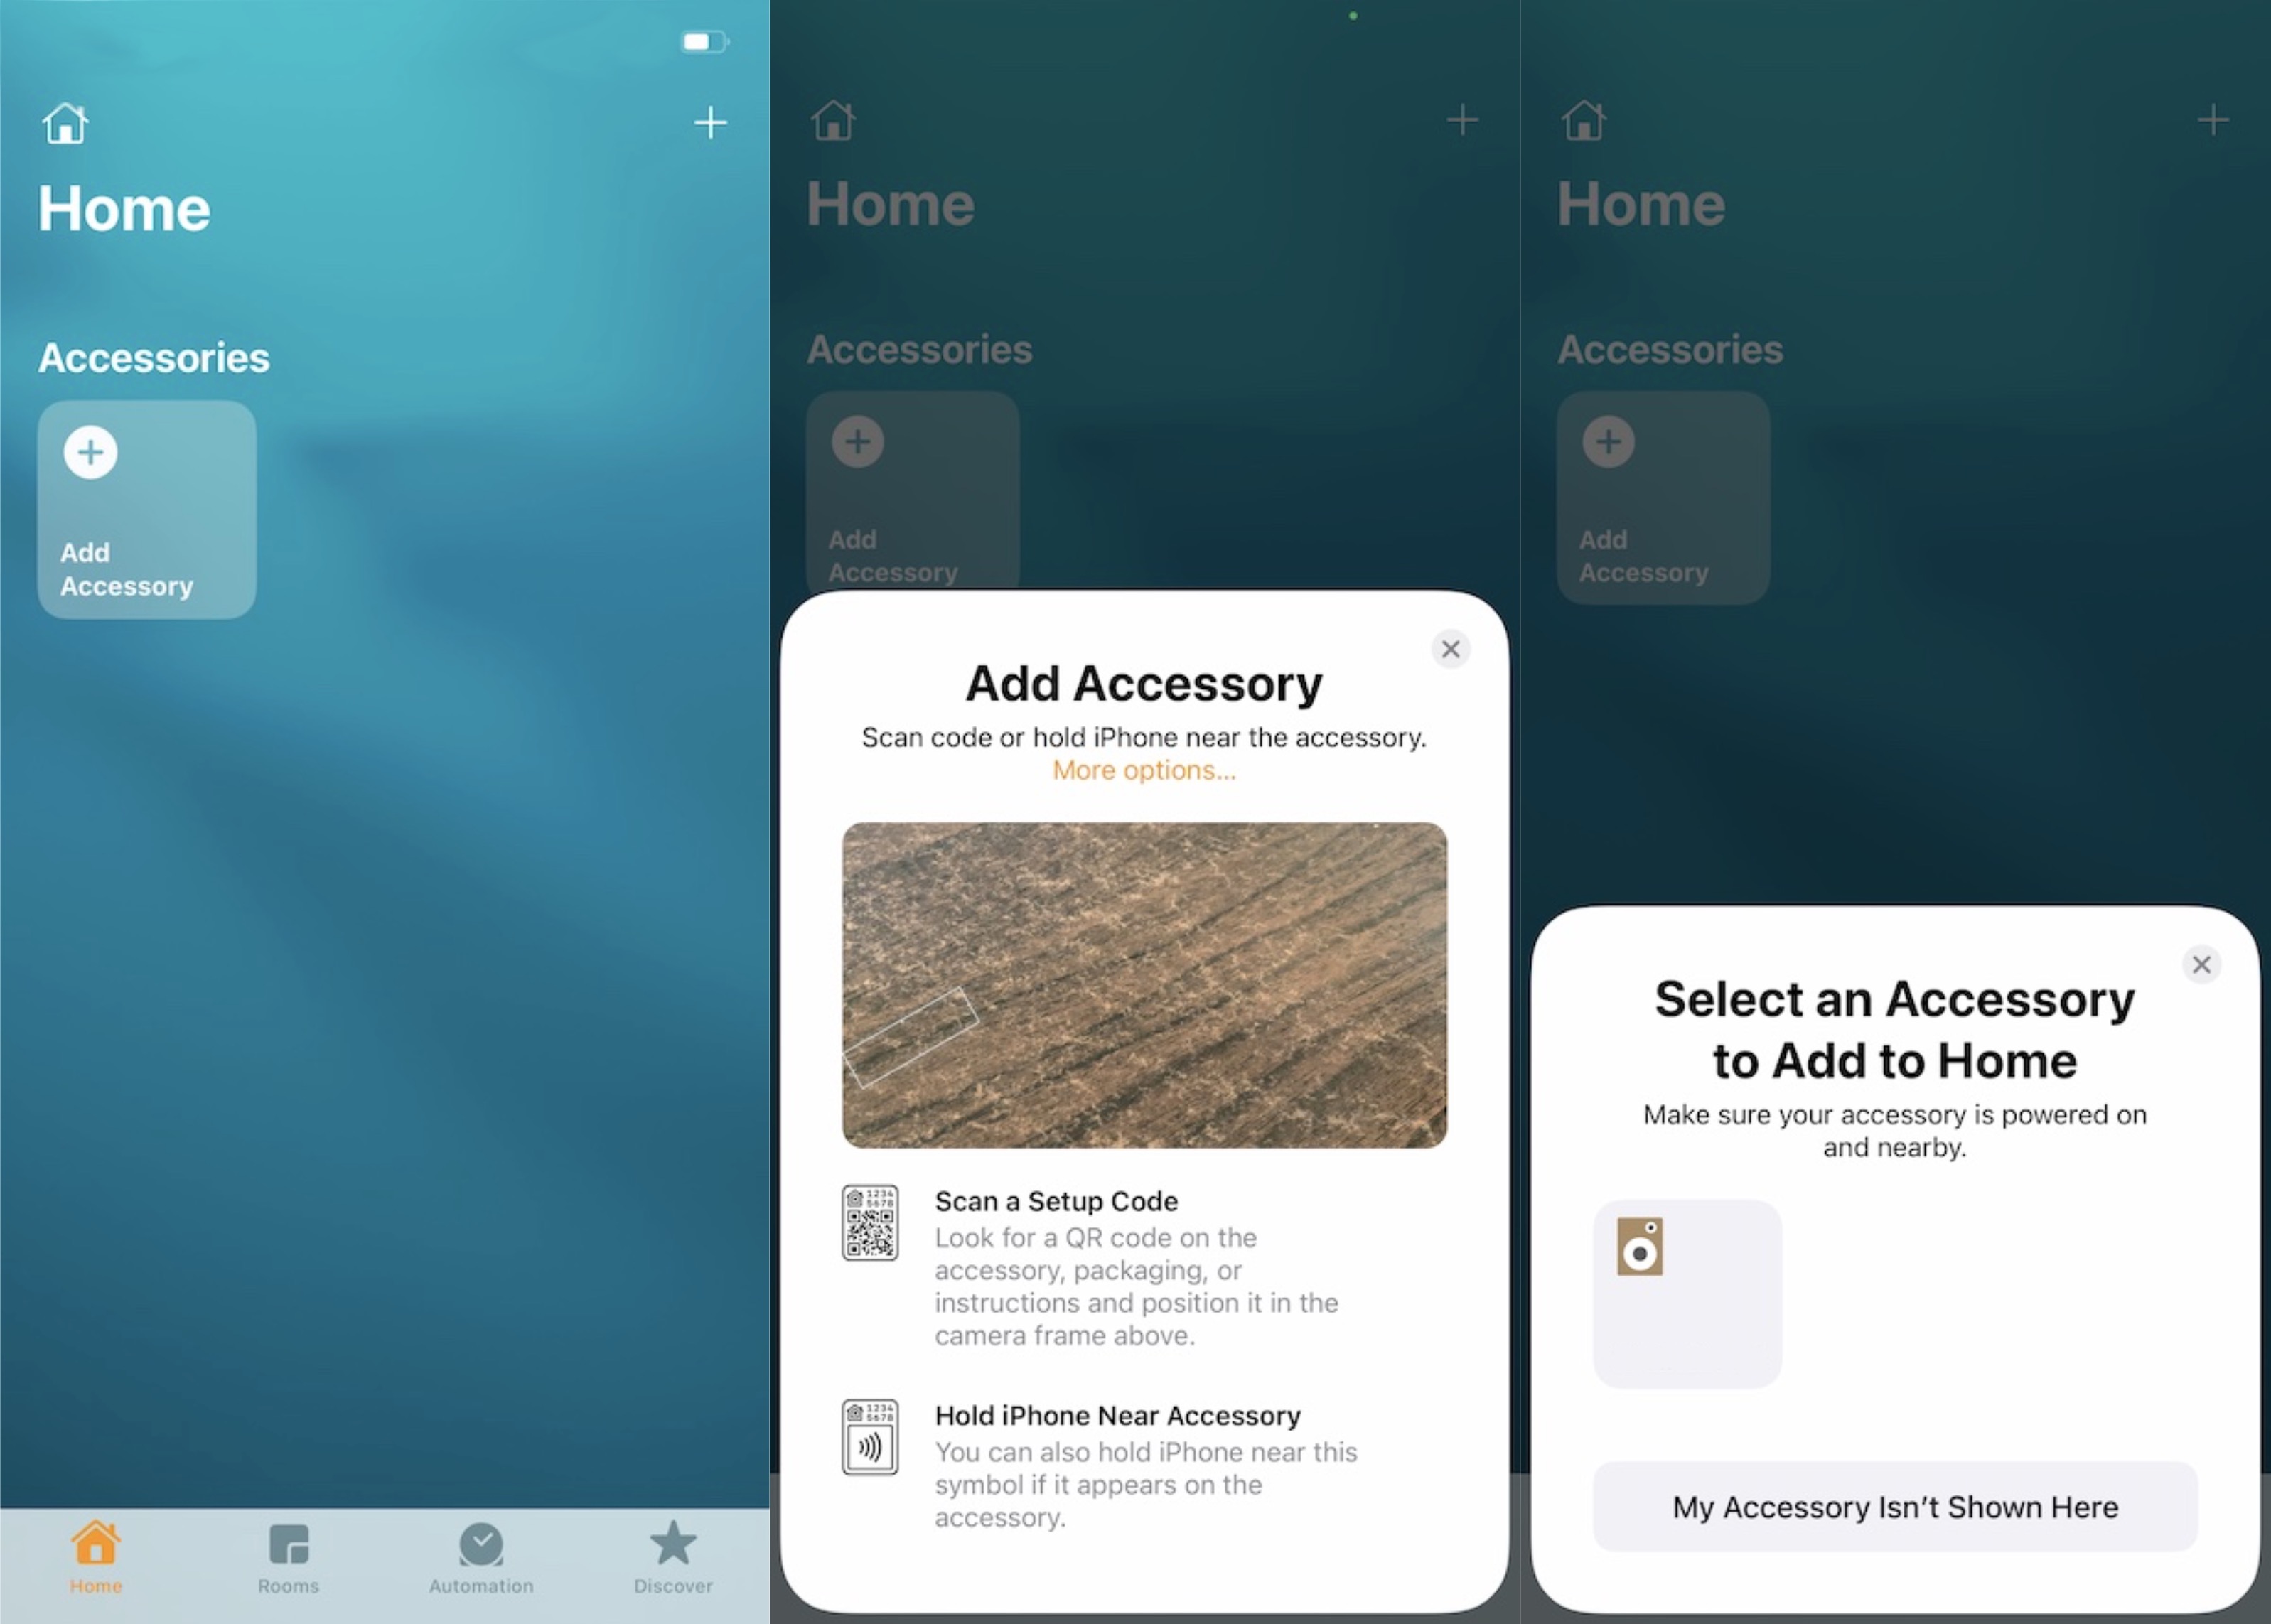 Home
Accessories
Add
Accessory
Home
Rooms
Automation
Discover
Home
Accessories
Add
Accessory
Add Accessory
Scan code or hold iPhone near the accessory.
More options...
1234
5678
Scan a Setup Code
Look for a QR code on the
accessory, packaging, or
instructions and position it in the
camera frame above.
1234
5678
Hold iPhone Near Accessory
You can also hold iPhone near this
symbol if it appears on the
accessory.
Home
Accessories
Add
Accessory
Select an Accessory
to Add to Home
Make sure your accessory is powered on
and nearby.
My Accessory Isn’t Shown Here